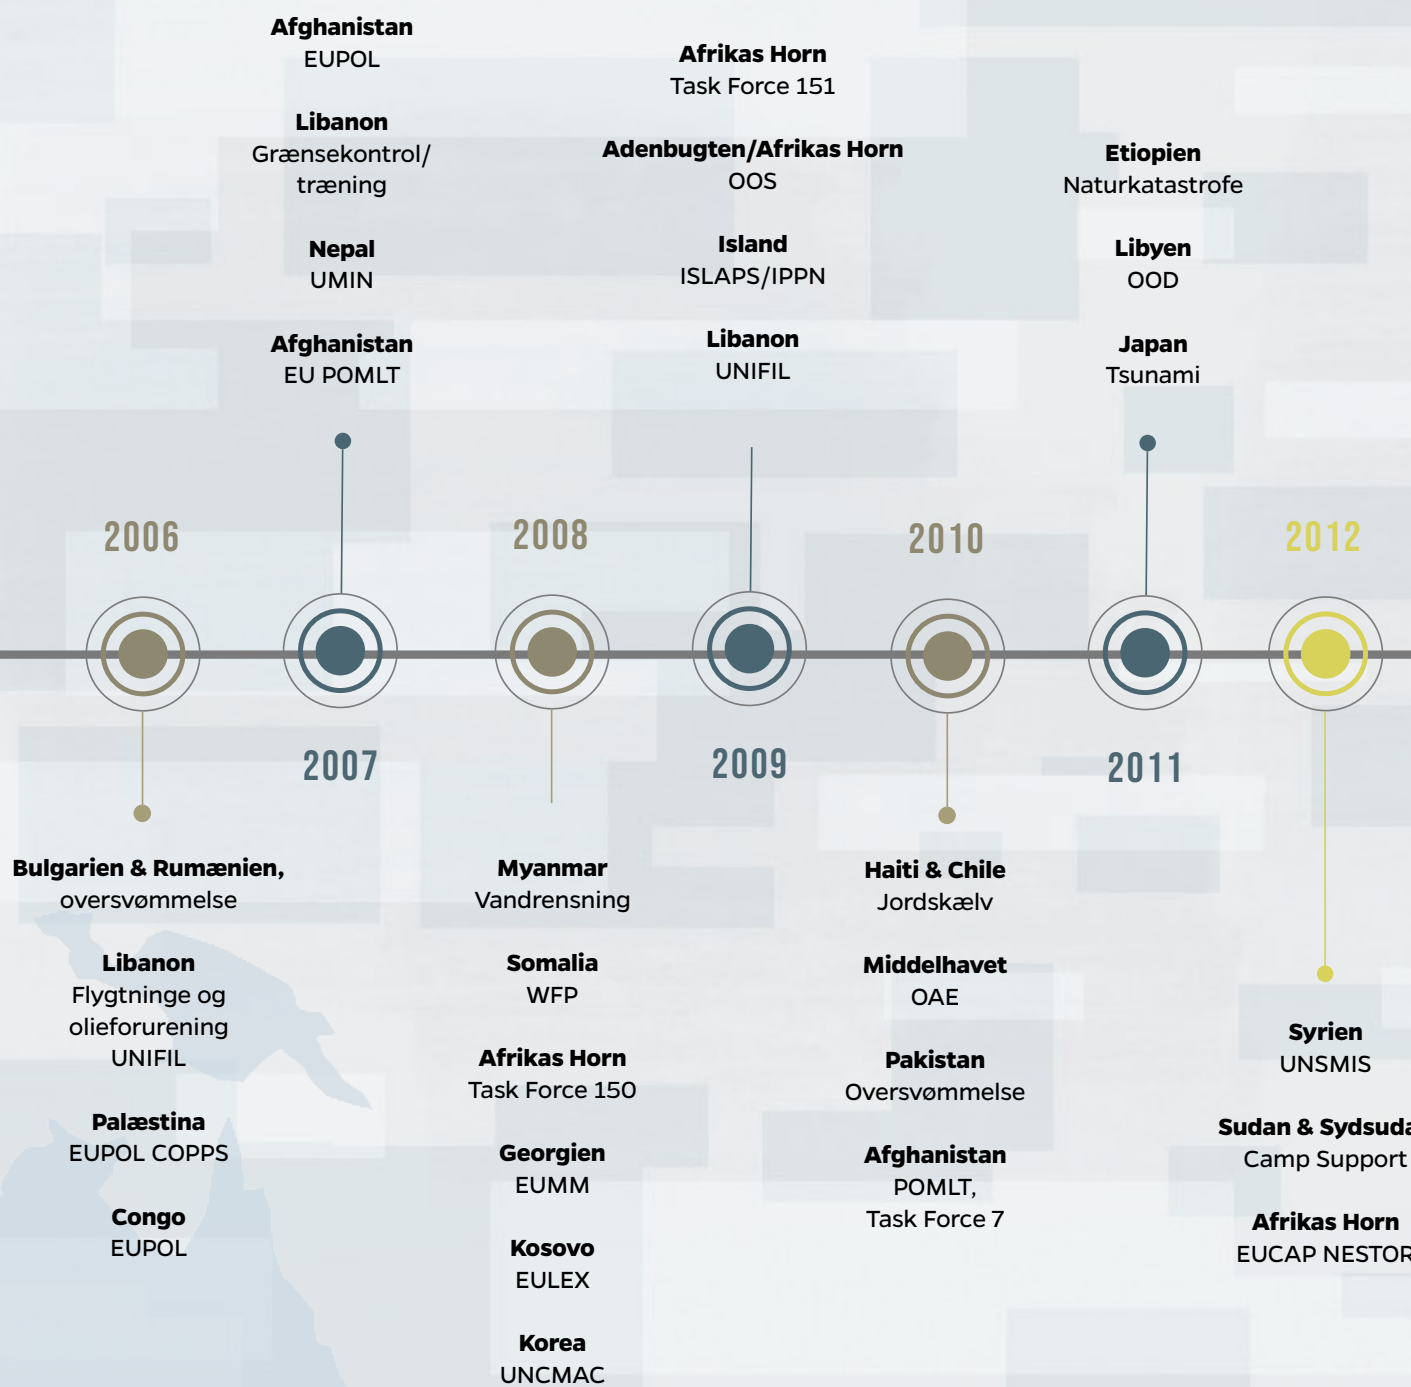 Afghanistan
EUPOL
Libanon
Grænsekontrol/
træning
Nepal
UMIN
Afghanistan
EU POMLT
Afrikas Horn
Task Force 151
Adenbugten/Afrikas Horn
OOS
Island
ISLAPS/IPPN
Libanon
UNIFIL
Etiopien
Naturkatastrofe
Libyen
OOD
Japan
Tsunami
2006
2008
2010
2012
2007
2009
2011
Bulgarien & Rumænien,
oversvømmelse
Libanon
Flygtninge og
olieforurening
UNIFIL
Palæstina
EUPOL COPPS
Congo
EUPOL
Myanmar
Vandrensning
Somalia
WFP
Afrikas Horn
Task Force 150
Georgien
EUMM
Kosovo
EULEX
Korea
UNCMAC
Haiti & Chile
Jordskælv
Middelhavet
OAE
Pakistan
Oversvømmelse
Afghanistan
POMLT,
Task Force 7
Syrien
UNSMIS
Sudan & Sydsuda
Camp Support
Afrikas Horn
EUCAP NESTOR